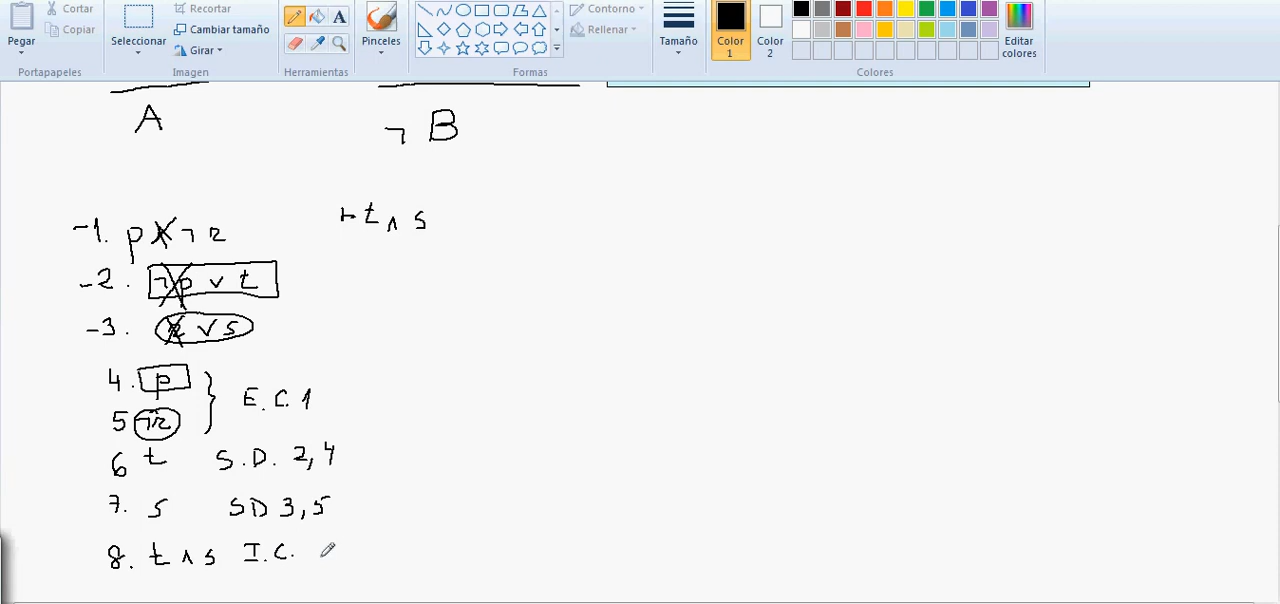 Cortar
Copiar
Pegar
Portapapeles
Seleccionar
Recortar
Cambiar tamaño
Girar
Imagen
A
Herramientas
Pinceles
Contorno
Rellenar
Formas
Tamaño
Color 1
Color 2
Editar colores
Colores
A
¬ B
-1. p ∧ ¬ r
⊢ t ∧ s
-2. ¬p ∨ t
-3. r ∨ s
4. p
5 ¬r } E.C. 1
6 t S.D. 2,4
7. s SD 3,5
8. t ∧ s I.C.